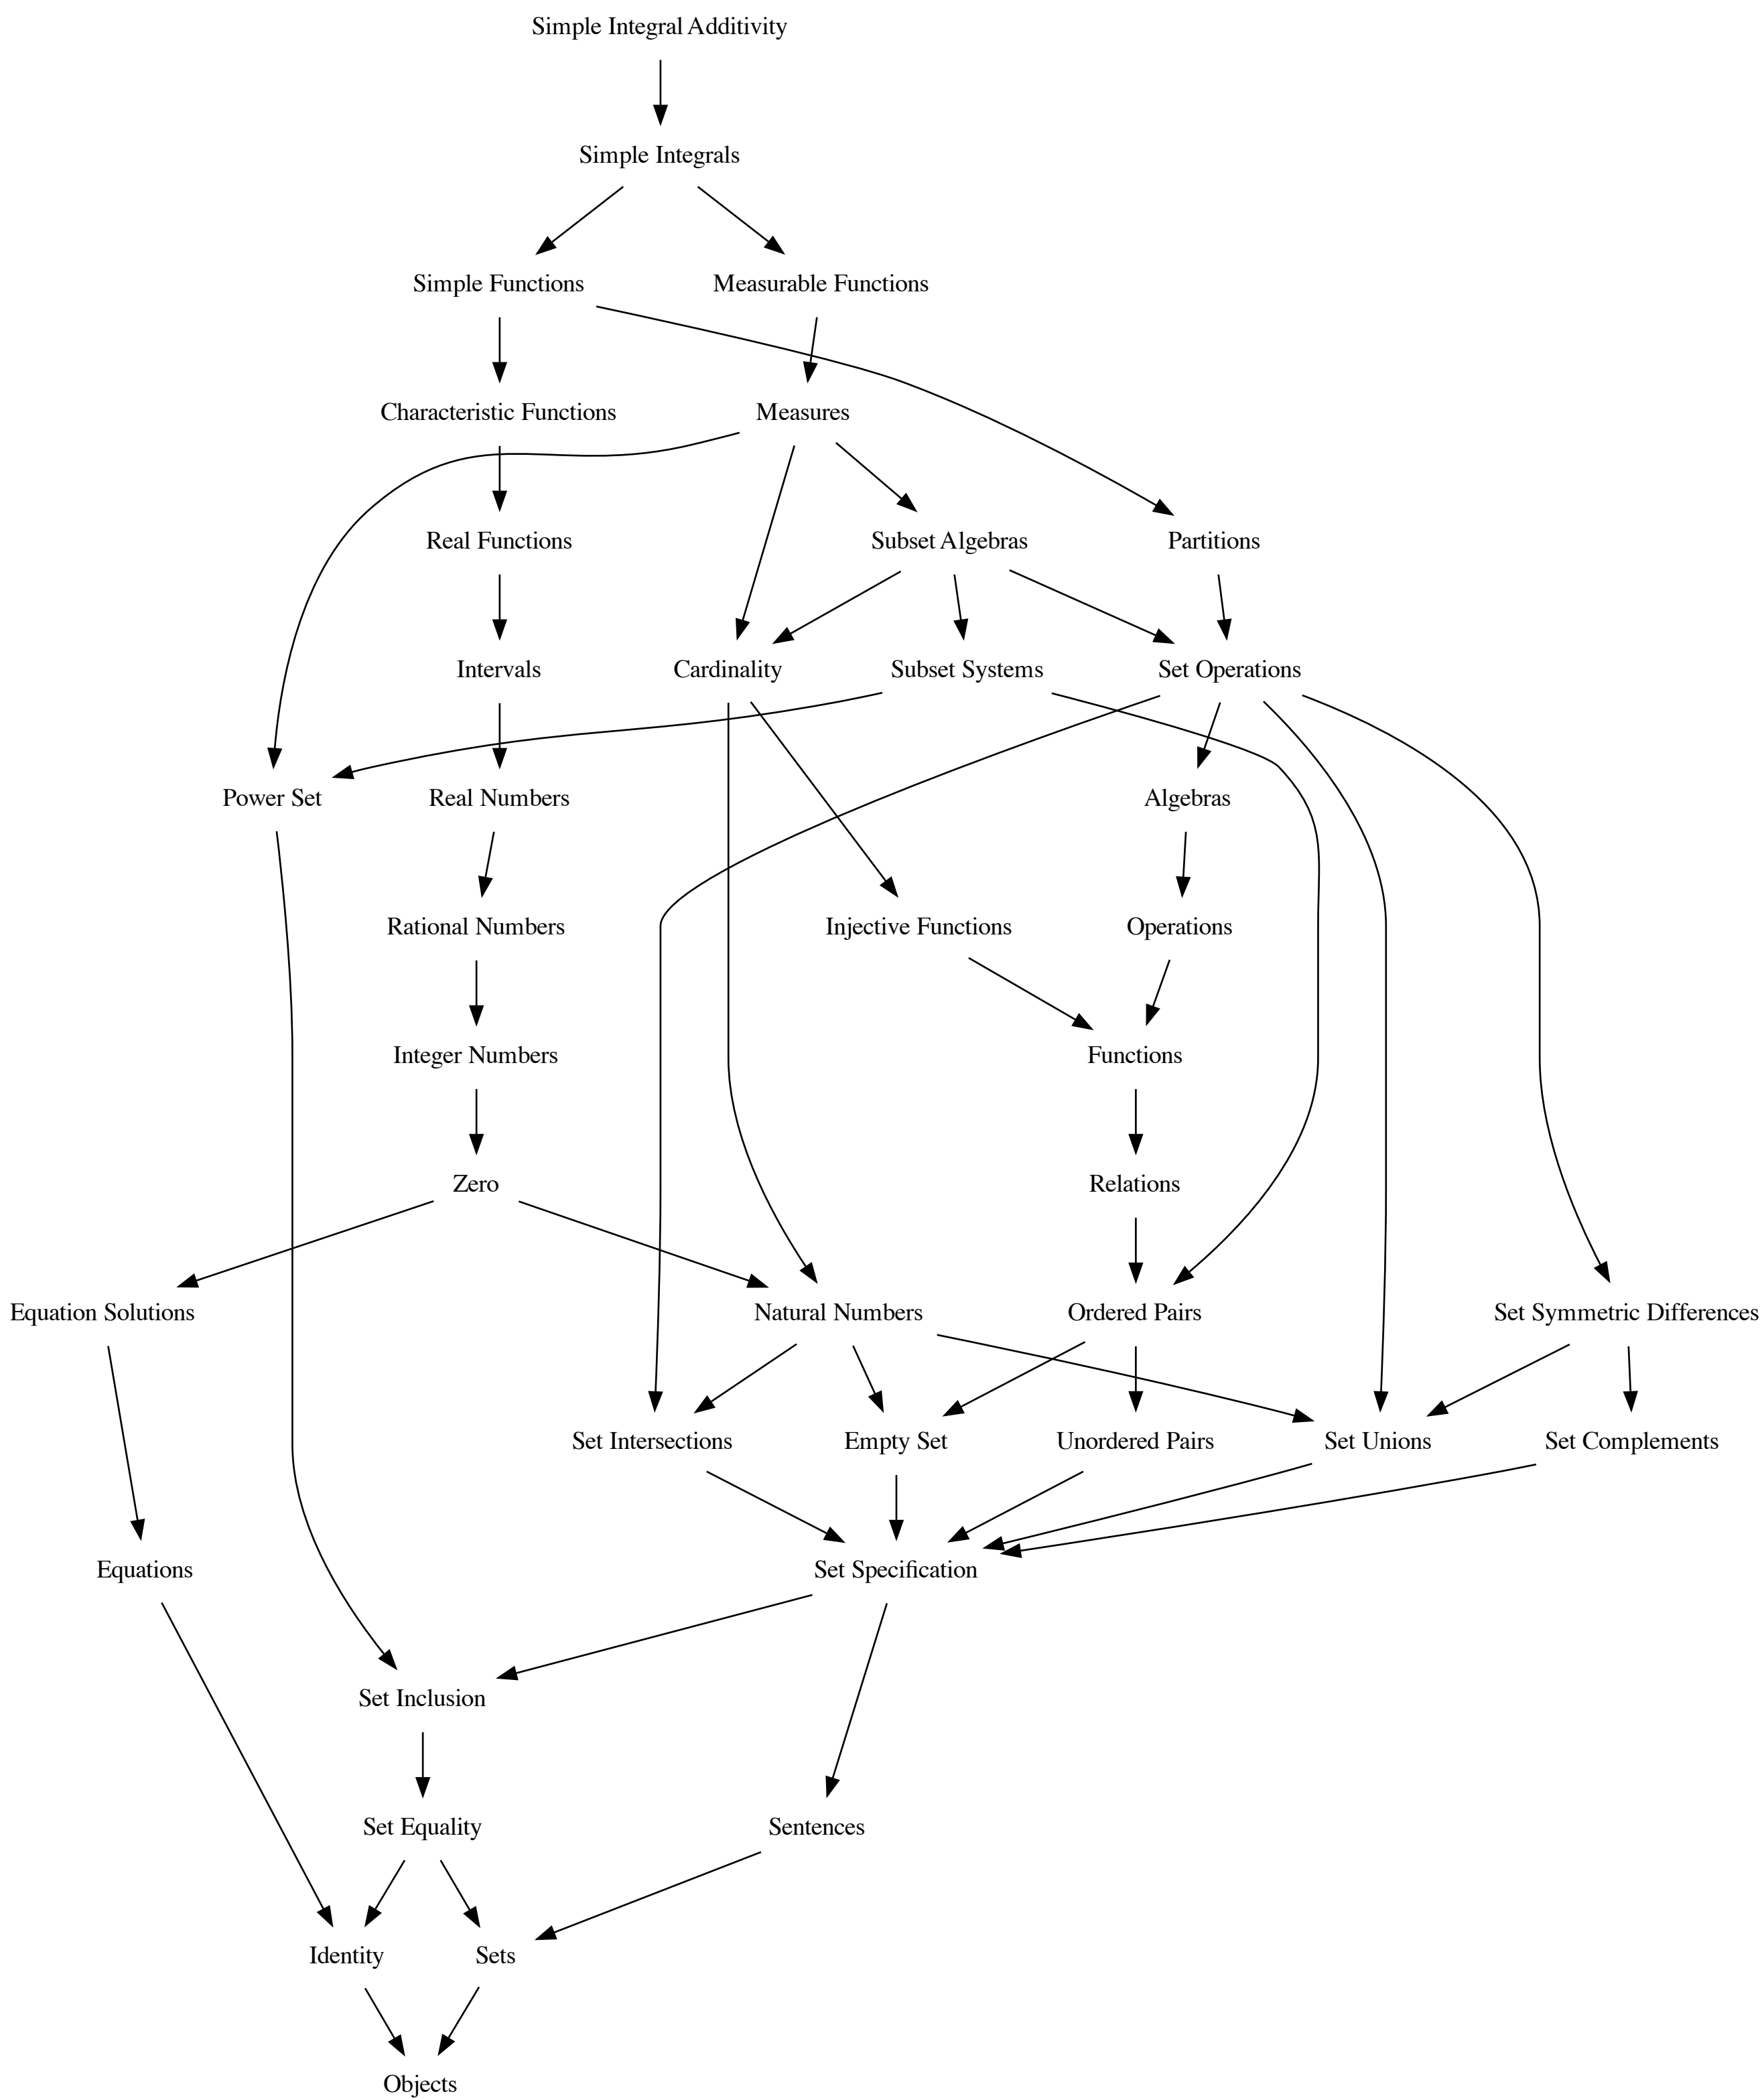 Simple Integral Additivity
Simple Integrals
Simple Functions
Measurable Functions
Characteristic Functions
Measures
Real Functions
Subset Algebras
Partitions
Intervals
Cardinality
Subset Systems
Set Operations
Power Set
Real Numbers
Algebras
Rational Numbers
Injective Functions
Operations
Integer Numbers
Functions
Zero
Relations
Equation Solutions
Natural Numbers
Ordered Pairs
Set Symmetric Differences
Set Intersections
Empty Set
Unordered Pairs
Set Unions
Set Complements
Equations
Set Specification
Set Inclusion
Set Equality
Sentences
Identity
Sets
Objects